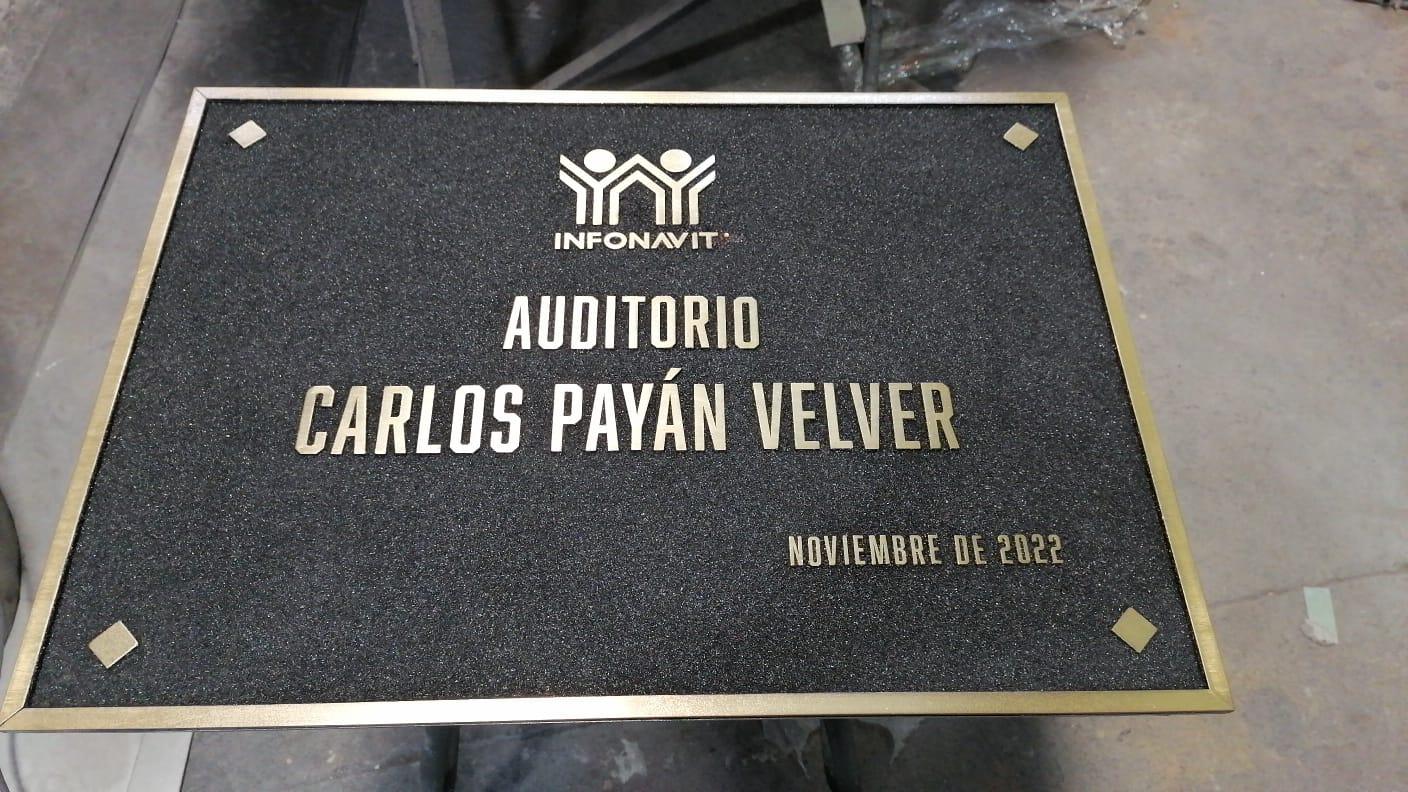 INFONAVIT
AUDITORIO
CARLOS PAYÁN VELVER
NOVIEMBRE DE 2022